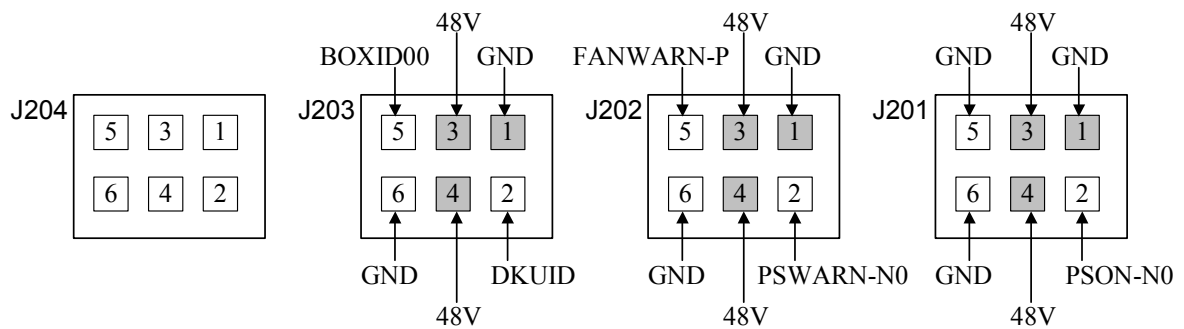 48V 48V 48V
BOXID00 GND FANWARN-P GND GND GND
J204 J203 J202 J201
5 3 1 5 3 1 5 3 1 5 3 1
6 4 2 6 4 2 6 4 2 6 4 2
GND DKUID GND PSWARN-N0 GND PSON-N0
48V 48V 48V